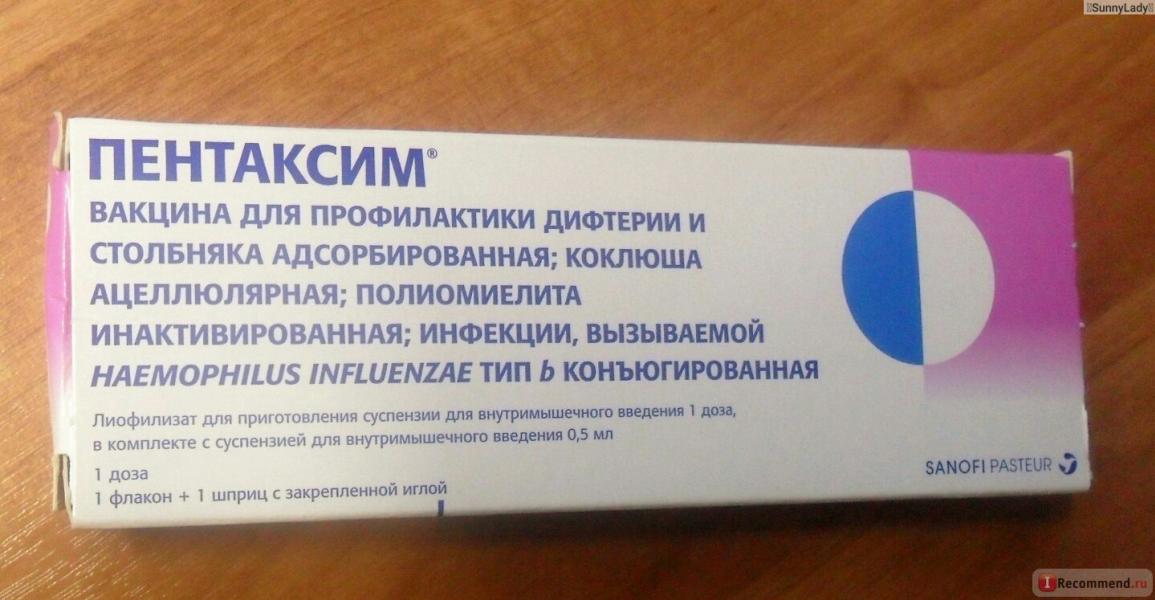 SunnyLady
ПЕНТАКСИМ®
ВАКЦИНА ДЛЯ ПРОФИЛАКТИКИ ДИФТЕРИИ И
СТОЛБНЯКА АДСОРБИРОВАННАЯ; КОКЛЮША
АЦЕЛЛЮЛЯРНАЯ; ПОЛИОМИЕЛИТА
ИНАКТИВИРОВАННАЯ; ИНФЕКЦИИ, ВЫЗЫВАЕМОЙ
HAEMOPHILUS INFLUENZAE ТИП b КОНЪЮГИРОВАННАЯ
Лиофилизат для приготовления суспензии для внутримышечного введения 1 доза,
в комплекте с суспензией для внутримышечного введения 0,5 мл
1 доза
1 флакон + 1 шприц с закрепленной иглой
SANOFI PASTEUR
IRecommend.ru